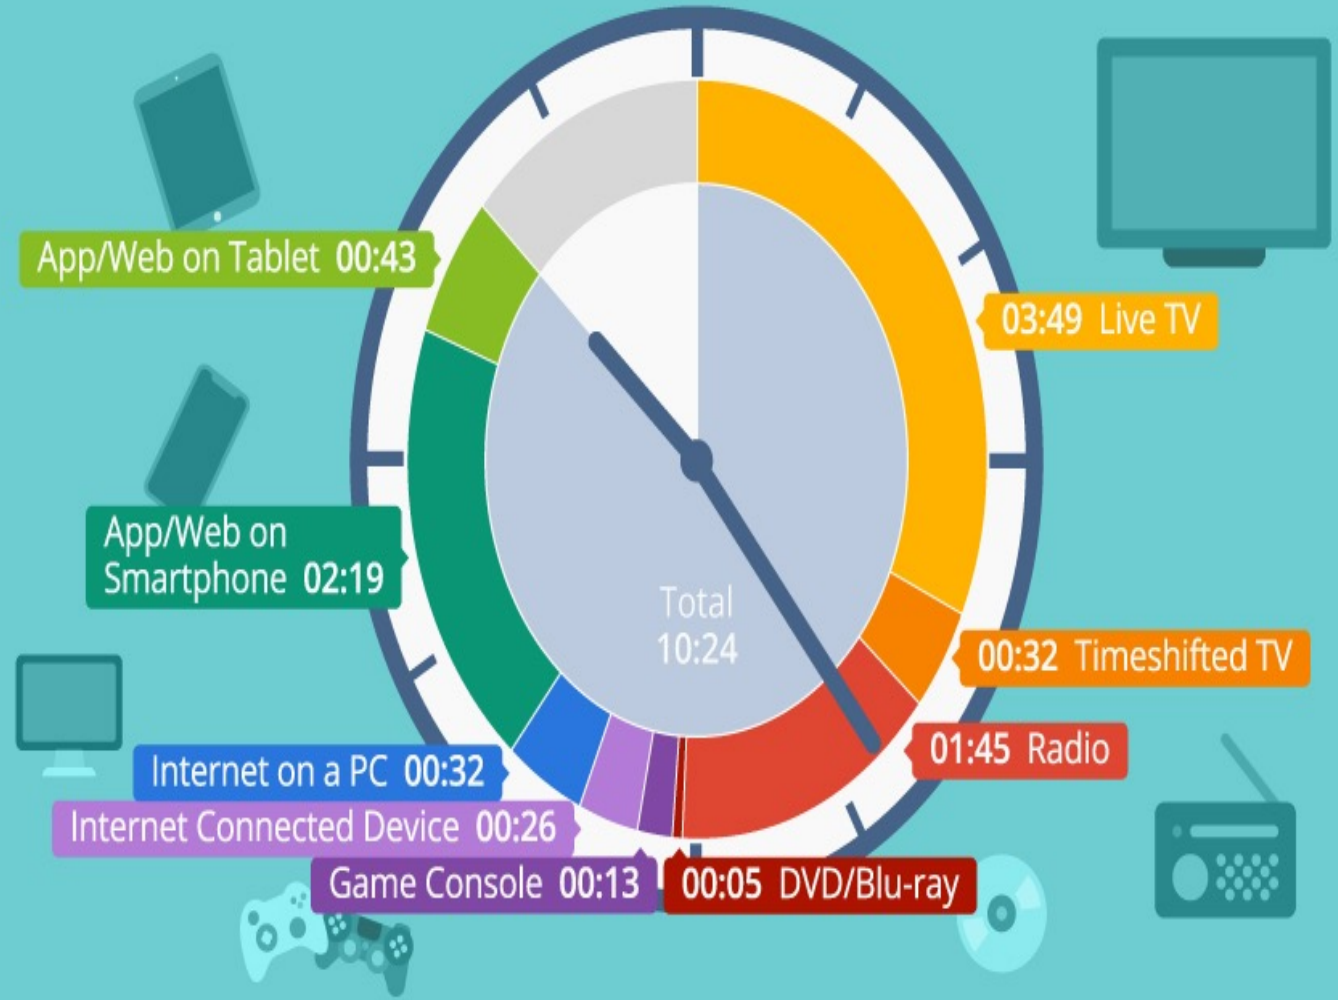 App/Web on Tablet 00:43
03:49 Live TV
App/Web on
Smartphone 02:19
Total
10:24
00:32 Timeshifted TV
01:45 Radio
Internet on a PC 00:32
Internet Connected Device 00:26
Game Console 00:13
00:05 DVD/Blu-ray